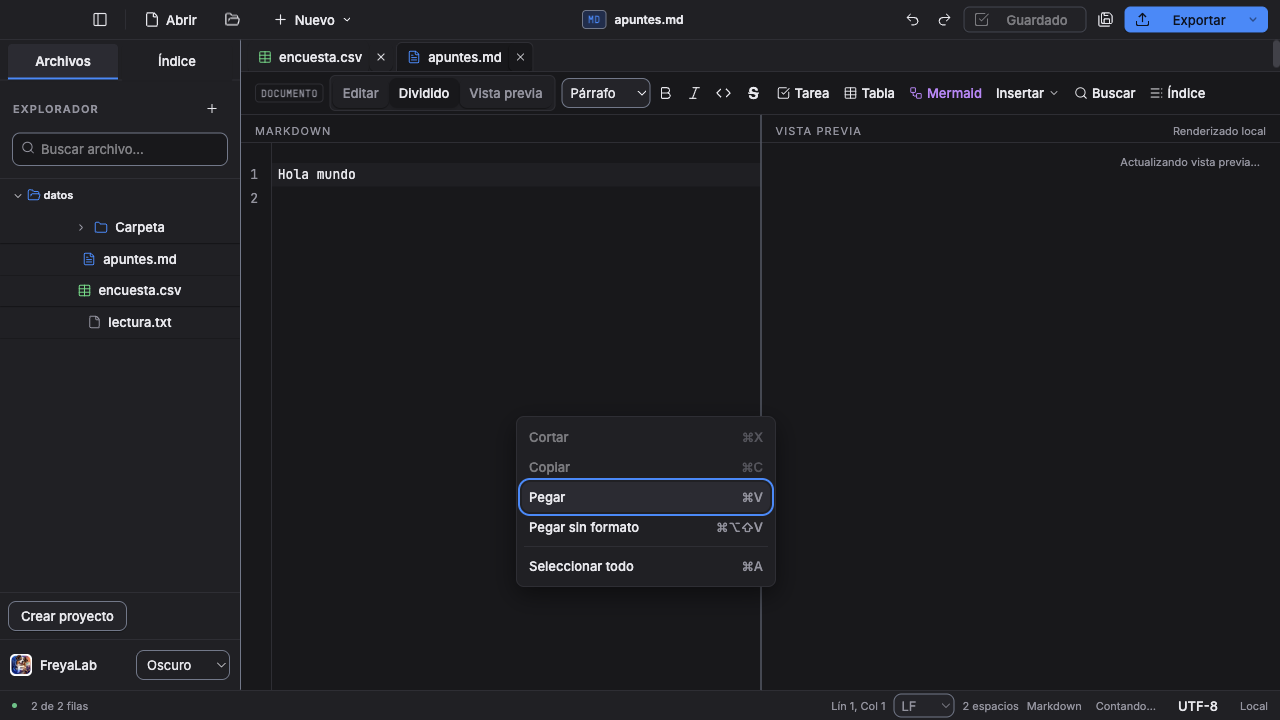 Abrir
Nuevo
MD apuntes.md
Guardado
Exportar
Archivos
Índice
encuesta.csv
apuntes.md
EXPLORADOR
DOCUMENTO
Editar
Dividido
Vista previa
Párrafo
B
I
S
Tarea
Tabla
Mermaid
Insertar
Buscar
Índice
Buscar archivo...
MARKDOWN
VISTA PREVIA
Renderizado local
Actualizando vista previa...
1 Hola mundo
2
datos
Carpeta
apuntes.md
encuesta.csv
lectura.txt
Cortar ⌘X
Copiar ⌘C
Pegar ⌘V
Pegar sin formato ⌘⌥⇧V
Seleccionar todo ⌘A
Crear proyecto
FreyaLab
Oscuro
2 de 2 filas
Lín 1, Col 1
LF
2 espacios
Markdown
Contando...
UTF-8
Local